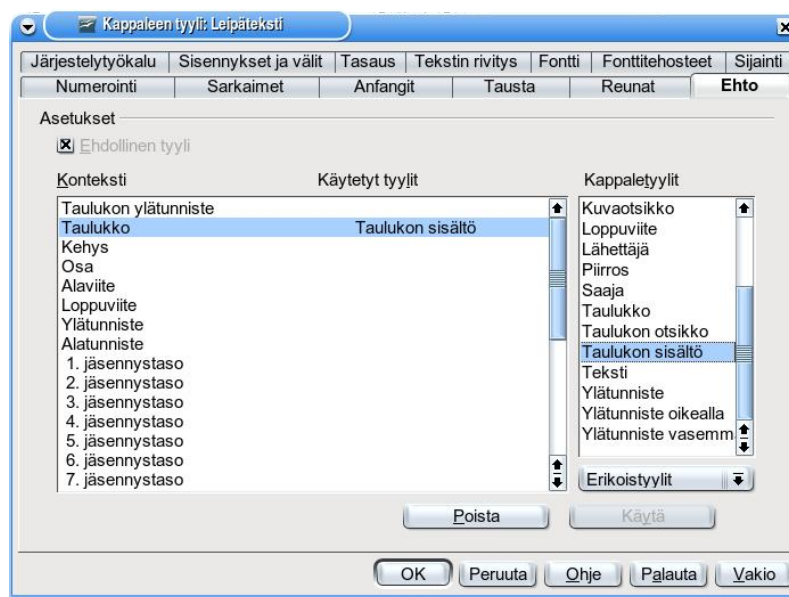 Kappaleen tyyli: Leipäteksti
Järjestelytyökalu Sisennykset ja välit Tasaus Tekstin rivitys Fontti Fonttitehosteet Sijainti
Numerointi Sarkaimet Anfangit Tausta Reunat Ehto
Asetukset
Ehdollinen tyyli
Konteksti Käytetyt tyylit Kappaletyylit
Taulukon ylätunniste
Taulukko Taulukon sisältö
Kehys
Osa
Alaviite
Loppuviite
Ylätunniste
Alatunniste
1. jäsennystaso
2. jäsennystaso
3. jäsennystaso
4. jäsennystaso
5. jäsennystaso
6. jäsennystaso
7. jäsennystaso
Kuvaotsikko
Loppuviite
Lähettäjä
Piirros
Saaja
Taulukko
Taulukon otsikko
Taulukon sisältö
Teksti
Ylätunniste
Ylätunniste oikealla
Ylätunniste vasemm
Erikoistyylit
Poista Käytä
OK Peruuta Ohje Palauta Vakio